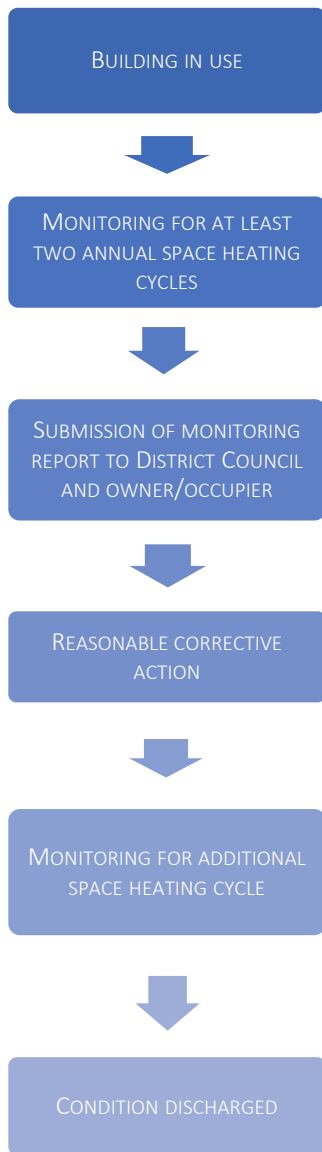 BUILDING IN USE
MONITORING FOR AT LEAST
TWO ANNUAL SPACE HEATING
CYCLES
SUBMISSION OF MONITORING
REPORT TO DISTRICT COUNCIL
AND OWNER/OCCUPIER
REASONABLE CORRECTIVE
ACTION
MONITORING FOR ADDITIONAL
SPACE HEATING CYCLE
CONDITION DISCHARGED